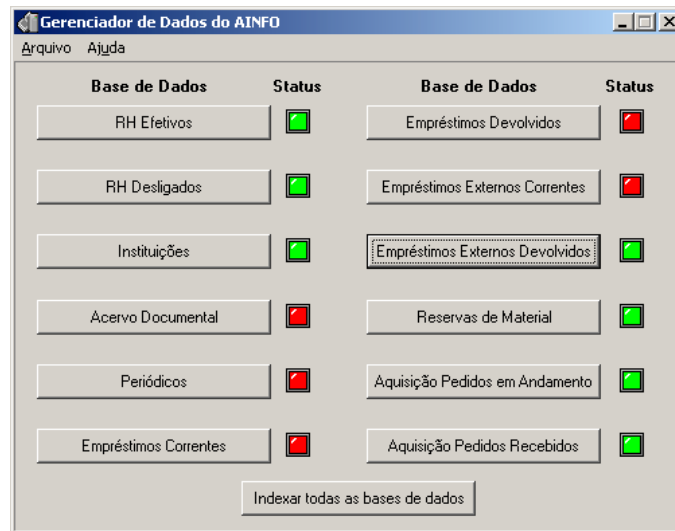 Gerenciador de Dados do AINFO
Arquivo Ajuda
Base de Dados Status Base de Dados Status
RH Efetivos Empréstimos Devolvidos
RH Desligados Empréstimos Externos Correntes
Instituições Empréstimos Externos Devolvidos
Acervo Documental Reservas de Material
Periódicos Aquisição Pedidos em Andamento
Empréstimos Correntes Aquisição Pedidos Recebidos
Indexar todas as bases de dados